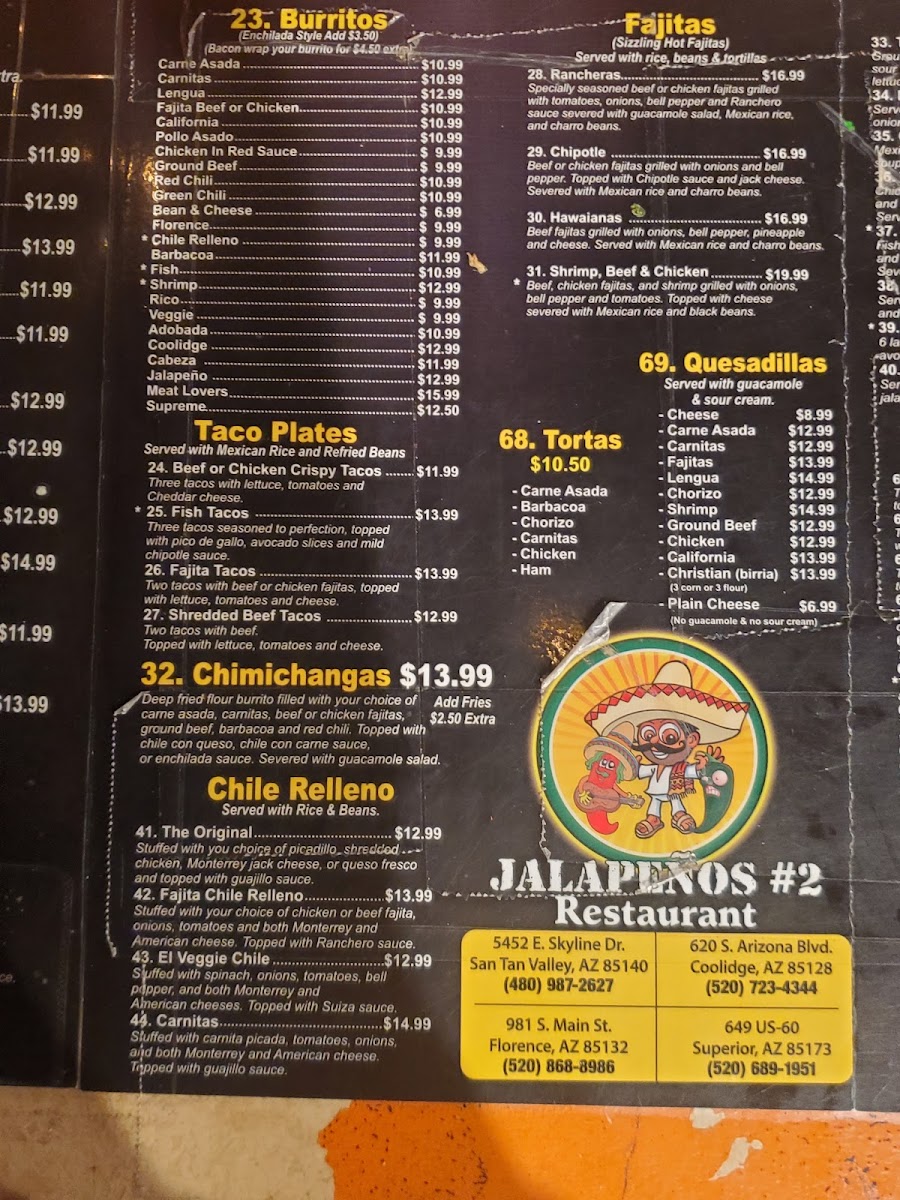 tra.
$11.99
$11.99
$12.99
$13.99
$11.99
$11.99
$12.99
$12.99
$12.99
$14.99
$11.99
$13.99
ce.
23. Burritos
(Enchilada Style Add $3.50)
(Bacon wrap your burrito for $4.50 extra)
Carne Asada $10.99
Carnitas $10.99
Lengua $12.99
Fajita Beef or Chicken $10.99
California $10.99
Pollo Asado $10.99
Chicken In Red Sauce $ 9.99
Ground Beef $ 9.99
Red Chili $10.99
Green Chili $10.99
Bean & Cheese $ 6.99
Florence $ 9.99
* Chile Relleno $ 9.99
Barbacoa $11.99
* Fish $10.99
* Shrimp $12.99
Rico $ 9.99
Veggie $ 9.99
Adobada $10.99
Coolidge $12.99
Cabeza $11.99
Jalapeño $12.99
Meat Lovers $15.99
Supreme $12.50
Taco Plates
Served with Mexican Rice and Refried Beans
24. Beef or Chicken Crispy Tacos $11.99
Three tacos with lettuce, tomatoes and
Cheddar cheese.
* 25. Fish Tacos $13.99
Three tacos seasoned to perfection, topped
with pico de gallo, avocado slices and mild
chipotle sauce.
26. Fajita Tacos $13.99
Two tacos with beef or chicken fajitas, topped
with lettuce, tomatoes and cheese.
27. Shredded Beef Tacos $12.99
Two tacos with beef.
Topped with lettuce, tomatoes and cheese.
32. Chimichangas $13.99
Deep fried flour burrito filled with your choice of
carne asada, carnitas, beef or chicken fajitas,
ground beef, barbacoa and red chili. Topped with
chile con queso, chile con carne sauce,
or enchilada sauce. Severed with guacamole salad.
Add Fries
$2.50 Extra
Chile Relleno
Served with Rice & Beans.
41. The Original $12.99
Stuffed with you choice of picadillo, shredded
chicken, Monterrey jack cheese, or queso fresco
and topped with guajillo sauce.
42. Fajita Chile Relleno $13.99
Stuffed with your choice of chicken or beef fajita,
onions, tomatoes and both Monterrey and
American cheese. Topped with Ranchero sauce.
43. El Veggie Chile $12.99
Stuffed with spinach, onions, tomatoes, bell
pepper, and both Monterrey and
American cheeses. Topped with Suiza sauce.
44. Carnitas $14.99
Stuffed with carnita picada, tomatoes, onions,
and both Monterrey and American cheese.
Topped with guajillo sauce.
Fajitas
(Sizzling Hot Fajitas)
Served with rice, beans & tortillas
28. Rancheras $16.99
Specially seasoned beef or chicken fajitas grilled
with tomatoes, onions, bell pepper and Ranchero
sauce severed with guacamole salad, Mexican rice,
and charro beans.
29. Chipotle $16.99
Beef or chicken fajitas grilled with onions and bell
pepper. Topped with Chipotle sauce and jack cheese.
Severed with Mexican rice and charro beans.
30. Hawaianas $16.99
Beef fajitas grilled with onions, bell pepper, pineapple
and cheese. Served with Mexican rice and charro beans.
31. Shrimp, Beef & Chicken $19.99
* Beef, chicken fajitas, and shrimp grilled with onions,
bell pepper and tomatoes. Topped with cheese
severed with Mexican rice and black beans.
68. Tortas
$10.50
- Carne Asada
- Barbacoa
- Chorizo
- Carnitas
- Chicken
- Ham
69. Quesadillas
Served with guacamole
& sour cream.
- Cheese $8.99
- Carne Asada $12.99
- Carnitas $12.99
- Fajitas $13.99
- Lengua $14.99
- Chorizo $12.99
- Shrimp $14.99
- Ground Beef $12.99
- Chicken $12.99
- California $13.99
- Christian (birria) $13.99
(3 corn or 3 flour)
Plain Cheese $6.99
(No guacamole & no sour cream)
JALAPEÑOS #2
Restaurant
5452 E. Skyline Dr.
San Tan Valley, AZ 85140
(480) 987-2627
620 S. Arizona Blvd.
Coolidge, AZ 85128
(520) 723-4344
981 S. Main St.
Florence, AZ 85132
(520) 868-8986
649 US-60
Superior, AZ 85173
(520) 689-1951
33.
sour
34.
35.
* 37.
and
* 39.
6 la
40.